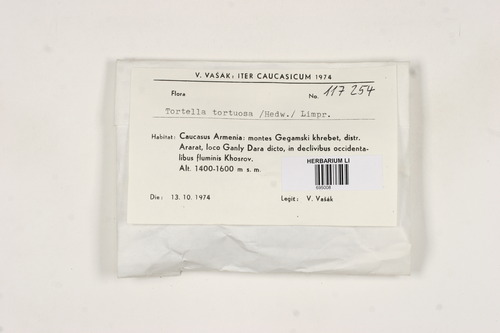 V. VAŠÁK: ITER CAUCASICUM 1974
Flora No. 117 254
Tortella tortuosa /Hedw./ Limpr.
Habitat: Caucasus Armenia: montes Gegamski khrebet, distr.
Ararat, loco Ganly Dara dicto, in declivibus occidenta-
libus fluminis Khosrov.
Alt. 1400-1600 m s. m.
HERBARIUM LI
695008
Die: 13. 10. 1974 Legit: V. Vašák